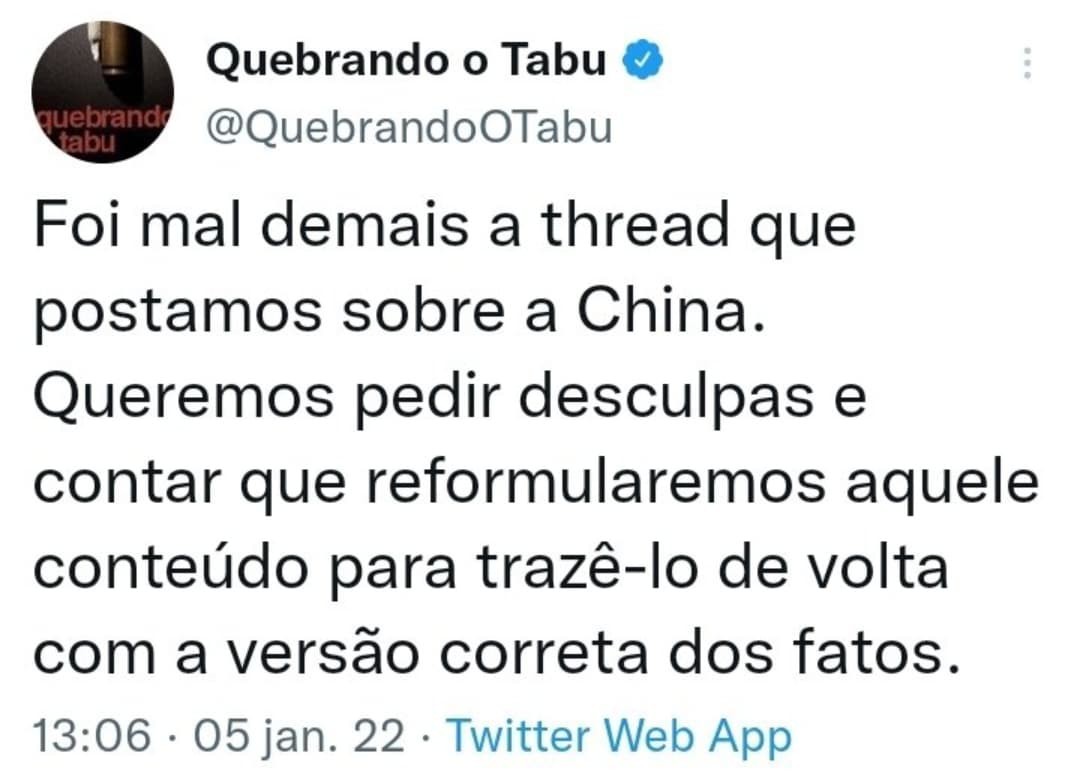 quebrando
tabu
Quebrando o Tabu
@QuebrandoOTabu
Foi mal demais a thread que
postamos sobre a China.
Queremos pedir desculpas e
contar que reformularemos aquele
conteúdo para trazê-lo de volta
com a versão correta dos fatos.
13:06 · 05 jan. 22 · Twitter Web App